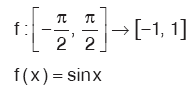 f:[-π/2, π/2]→[-1, 1]
f(x)=sinx